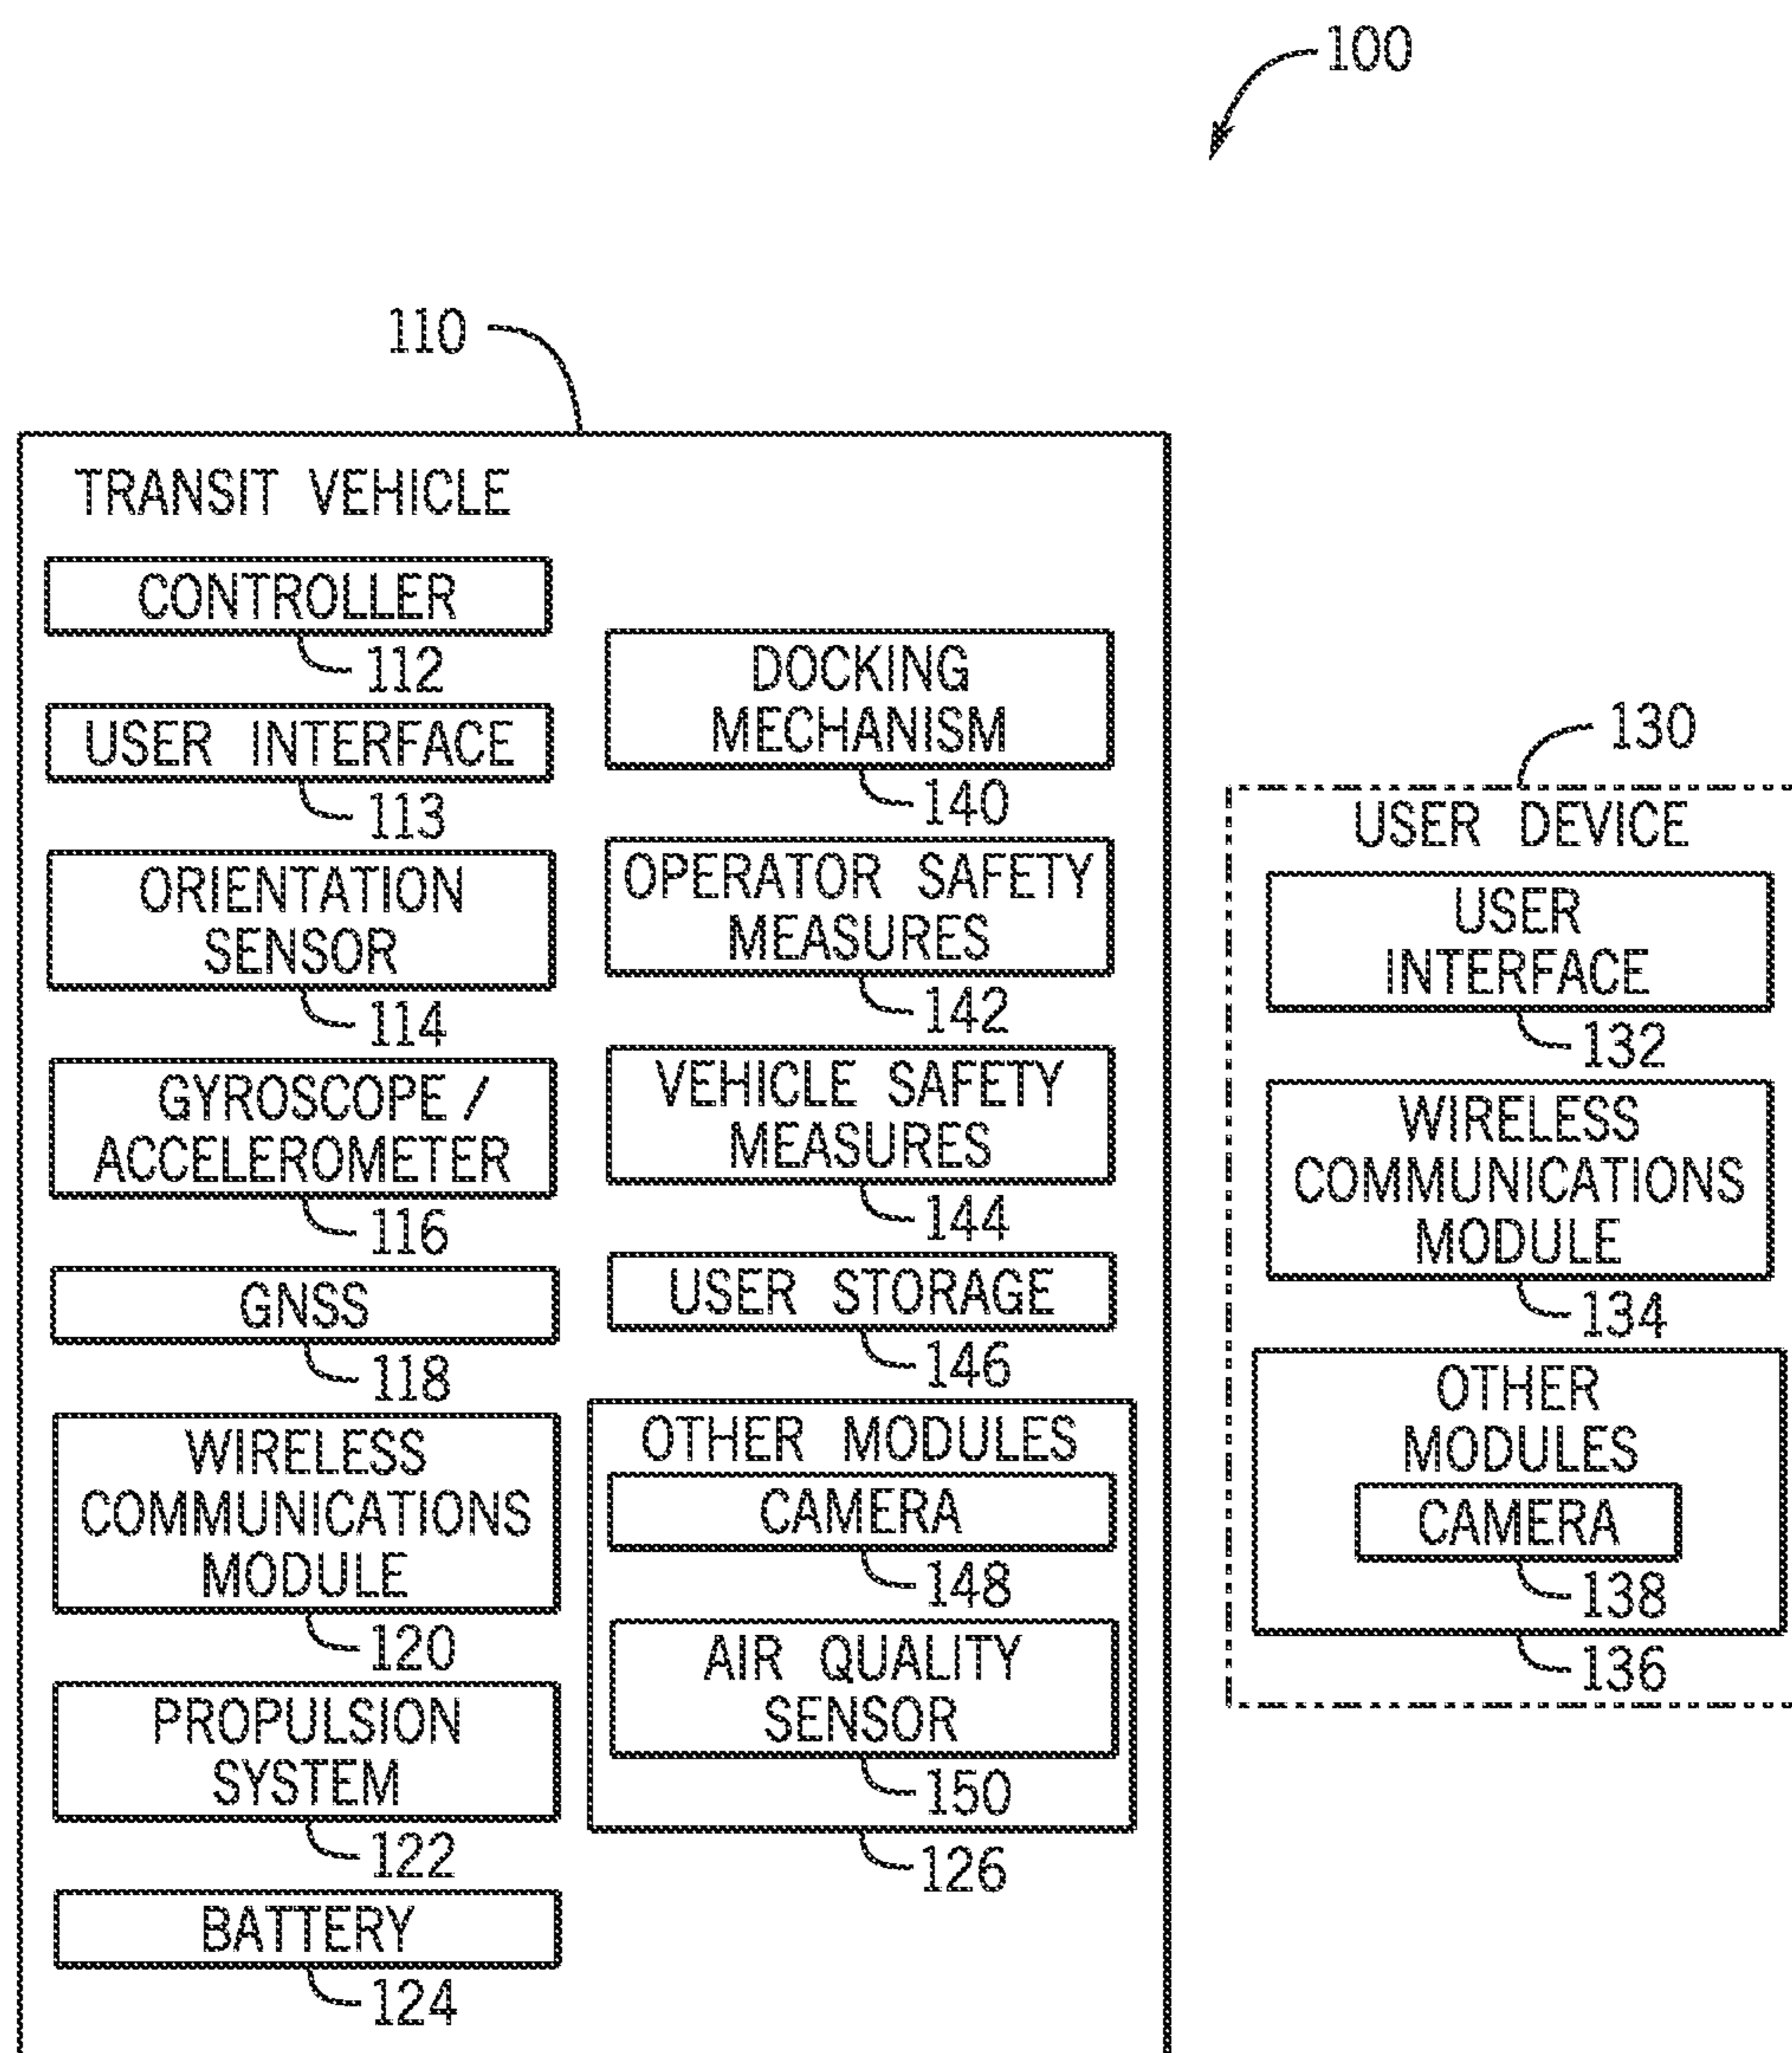 100
110
TRANSIT VEHICLE
CONTROLLER
112
USER INTERFACE
113
ORIENTATION
SENSOR
114
GYROSCOPE /
ACCELEROMETER
116
GNSS
118
WIRELESS
COMMUNICATIONS
MODULE
120
PROPULSION
SYSTEM
122
BATTERY
124
DOCKING
MECHANISM
140
OPERATOR SAFETY
MEASURES
142
VEHICLE SAFETY
MEASURES
144
USER STORAGE
146
OTHER MODULES
CAMERA
148
AIR QUALITY
SENSOR
150
126
130
USER DEVICE
USER
INTERFACE
132
WIRELESS
COMMUNICATIONS
MODULE
134
OTHER
MODULES
CAMERA
138
136